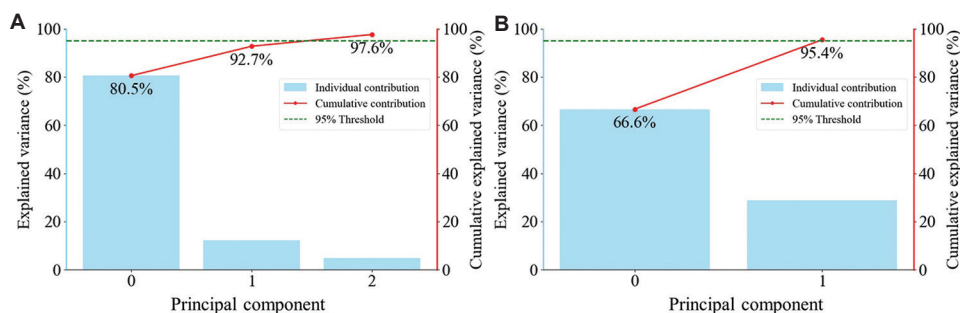 A
Explained variance (%)
100
80
60
40
20
0
80.5%
92.7%
97.6%
Individual contribution
Cumulative contribution
95% Threshold
0
1
2
Principal component
100
80
60
40
20
0
Cumulative explained variance (%)
B
Explained variance (%)
100
80
60
40
20
0
66.6%
95.4%
Individual contribution
Cumulative contribution
95% Threshold
0
1
Principal component
100
80
60
40
20
0
Cumulative explained variance (%)